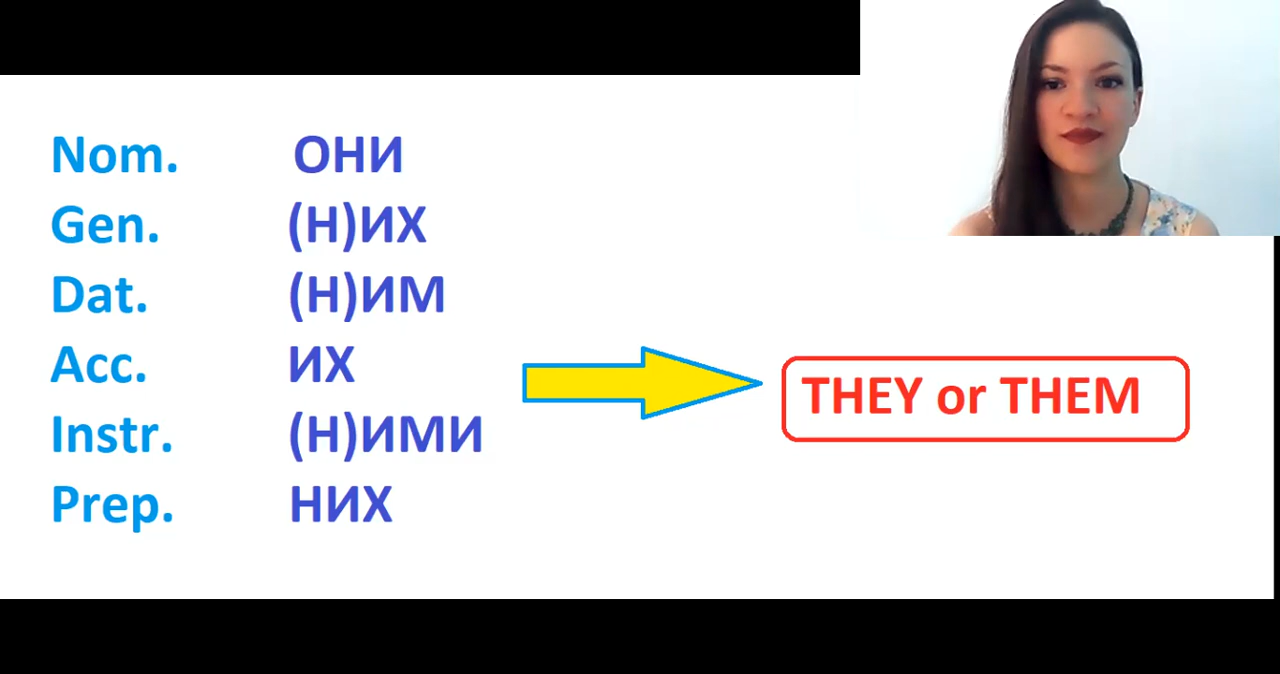 Nom. ОНИ
Gen. (Н)ИХ
Dat. (Н)ИМ
Acc. ИХ
THEY or THEM
Instr. (Н)ИМИ
Prep. НИХ